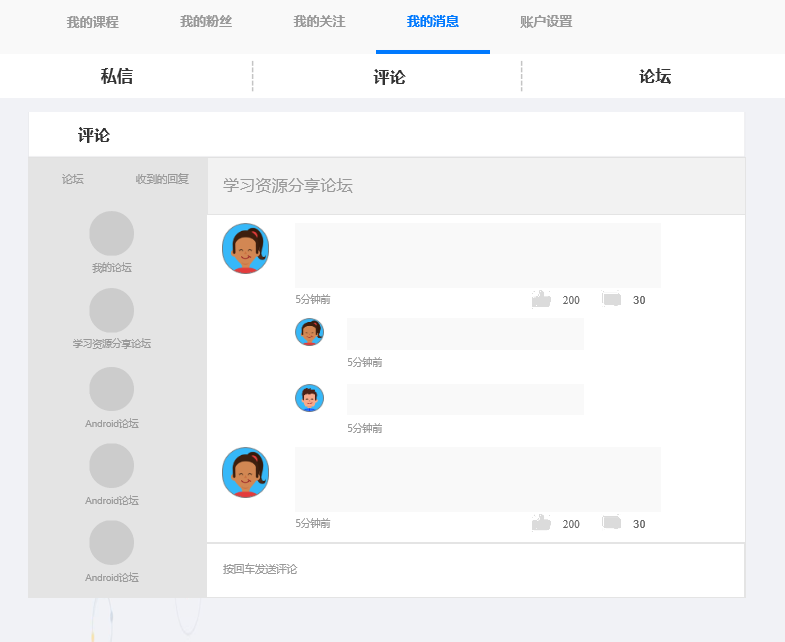 我的课程 我的粉丝 我的关注 我的消息 账户设置
私信 评论 论坛
评论
论坛 收到的回复
我的论坛
学习资源分享论坛
Android论坛
Android论坛
Android论坛
学习资源分享论坛
5分钟前 200 30
5分钟前
5分钟前
5分钟前 200 30
按回车发送评论